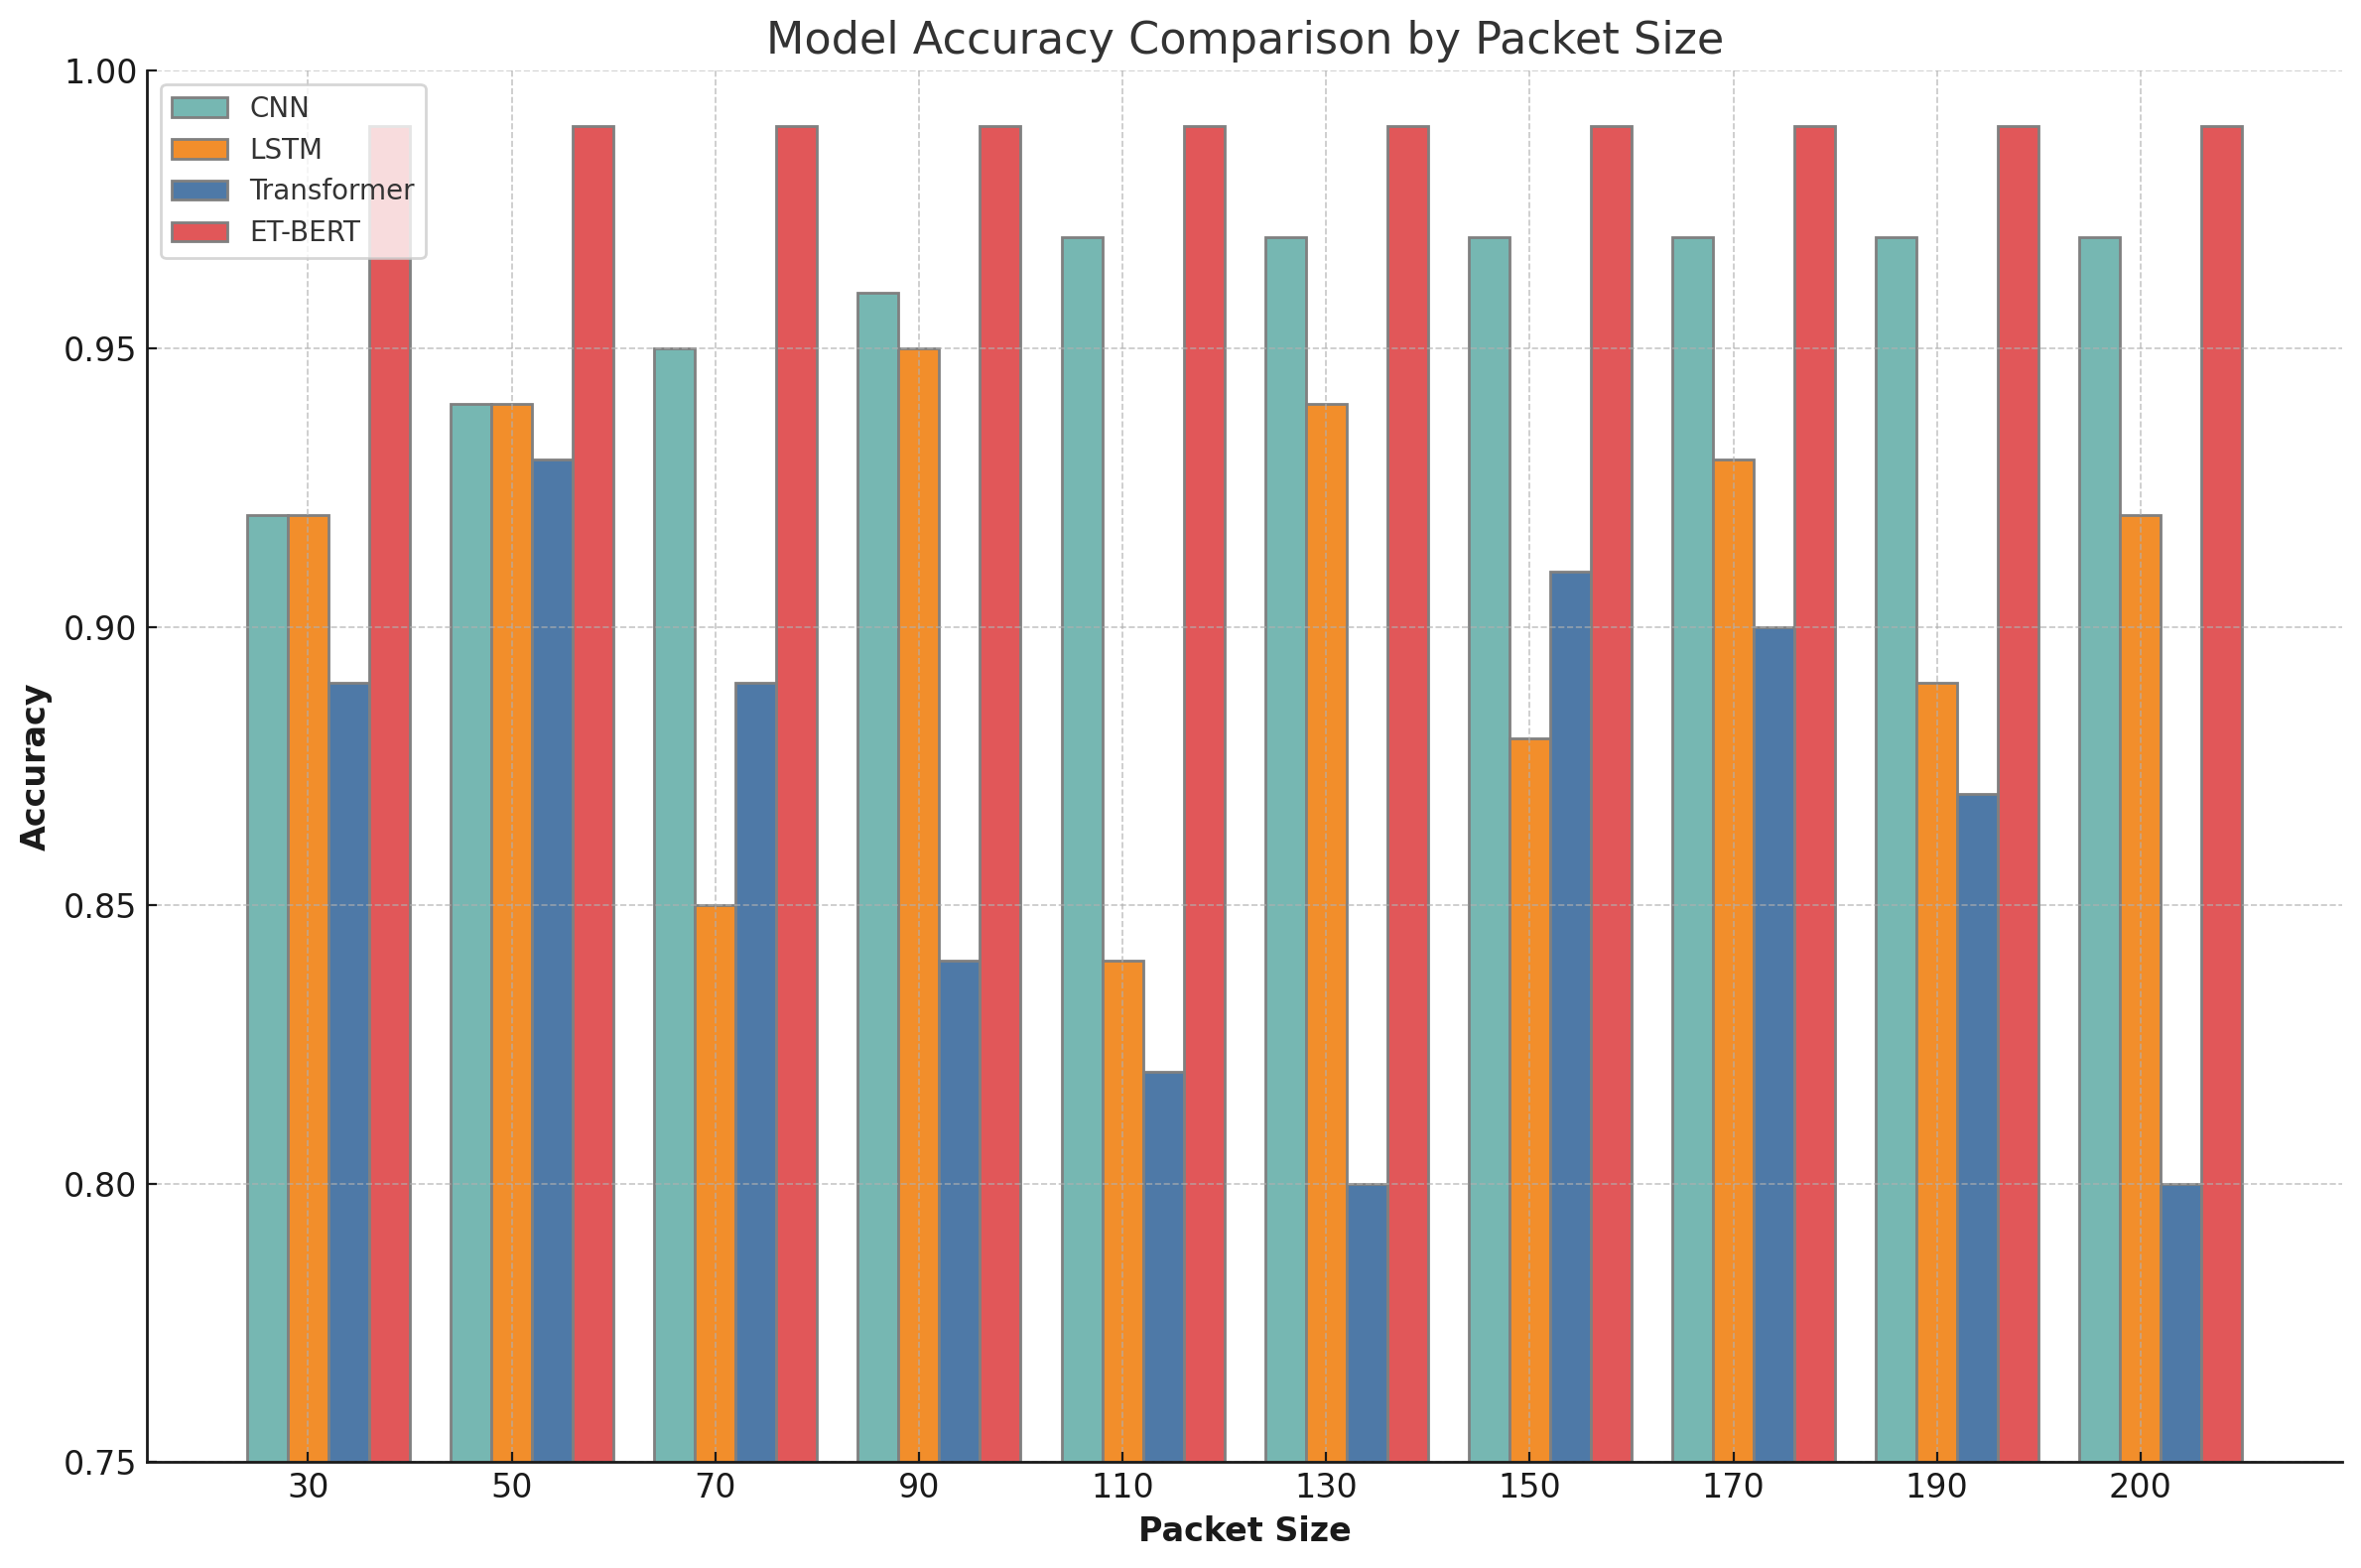 Model Accuracy Comparison by Packet Size
1.00
0.95
0.90
0.85
0.80
0.75
Accuracy
CNN
LSTM
Transformer
ET-BERT
30 50 70 90 110 130 150 170 190 200
Packet Size